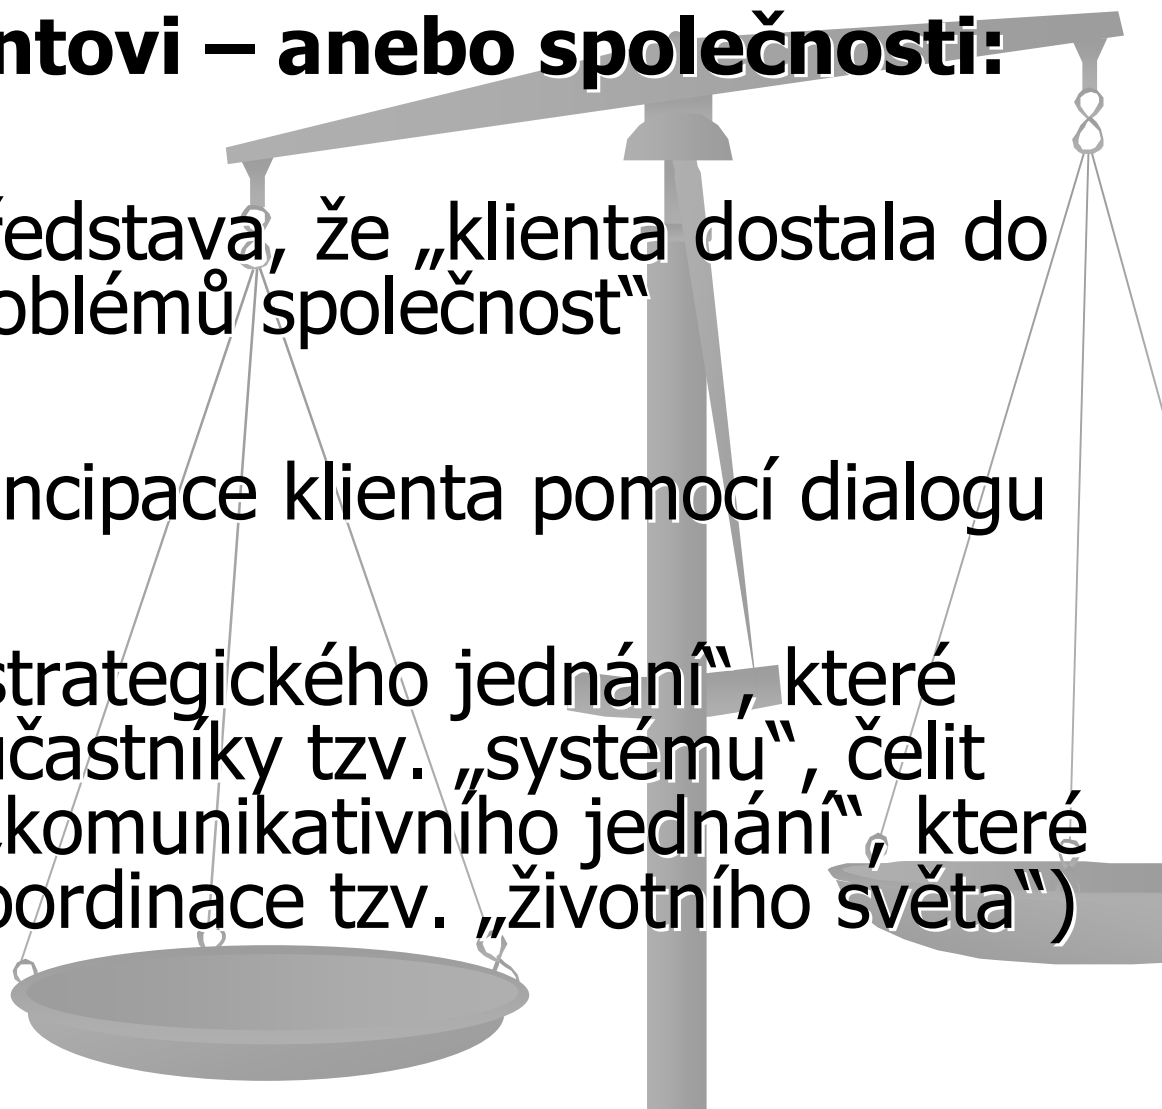 ntovi – anebo společnosti:
ředstava, že „klienta dostala do
oblémů společnost“
ncipace klienta pomocí dialogu
strategického jednání“, které
účastníky tzv. „systému“, čelit
komunikativního jednání“, které
oordinace tzv. „životního světa“)